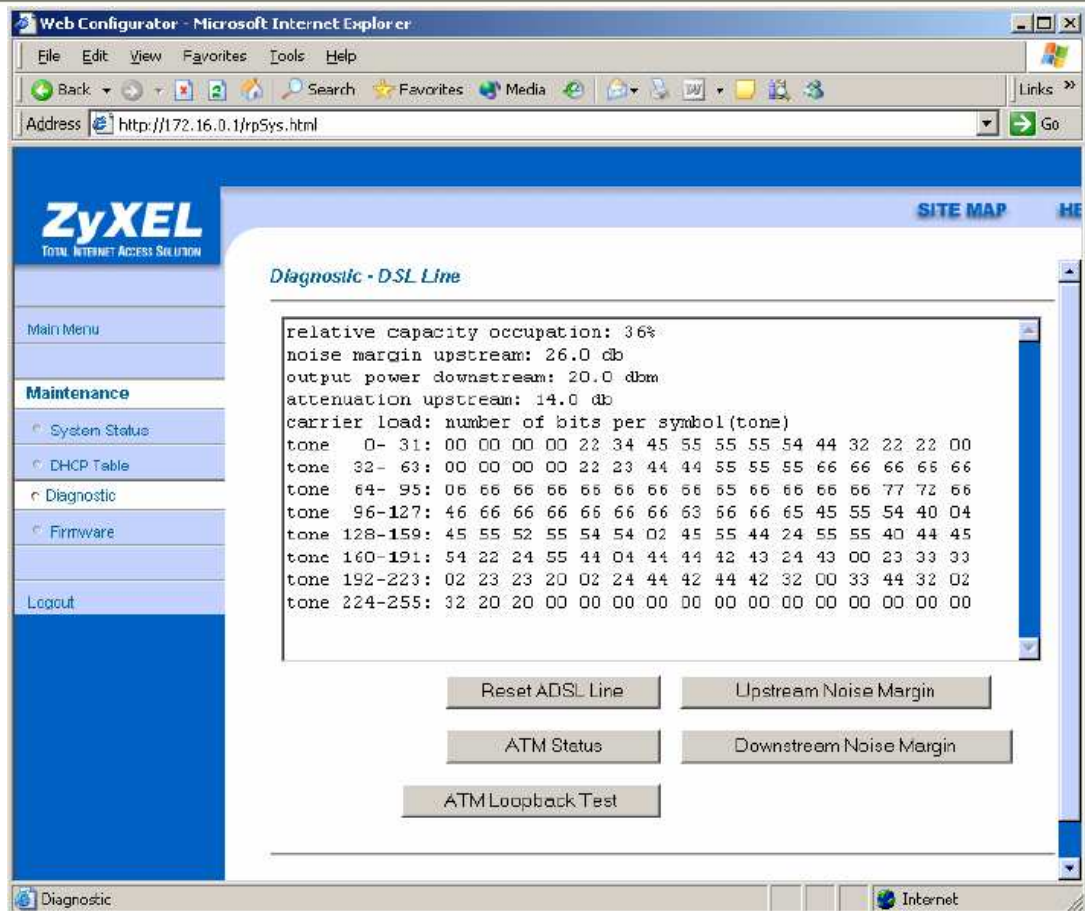 Web Configurator - Microsoft Internet Explorer
File Edit View Favorites Tools Help
Back Search Favorites Media Links »
Address http://172.16.0.1/rpSys.html Go
ZyXEL
TOTAL INTERNET ACCESS SOLUTION
SITE MAP HE
Diagnostic - DSL Line
Main Menu
Maintenance
System Status
DHCP Table
Diagnostic
Firmware
Logout
relative capacity occupation: 36%
noise margin upstream: 26.0 db
output power downstream: 20.0 dbm
attenuation upstream: 14.0 db
carrier load: number of bits per symbol(tone)
tone 0- 31: 00 00 00 00 22 34 45 55 55 55 54 44 32 22 22 00
tone 32- 63: 00 00 00 00 22 23 44 44 55 55 55 66 66 66 66 66
tone 64- 95: 06 66 66 66 66 66 66 66 65 66 66 66 66 77 72 66
tone 96-127: 46 66 66 66 66 66 66 63 66 66 65 45 55 54 40 04
tone 128-159: 45 55 52 55 54 54 02 45 55 44 24 55 55 40 44 45
tone 160-191: 54 22 24 55 44 04 44 44 42 43 24 43 00 23 33 33
tone 192-223: 02 23 23 20 02 24 44 42 44 42 32 00 33 44 32 02
tone 224-255: 32 20 20 00 00 00 00 00 00 00 00 00 00 00 00 00
Reset ADSL Line Upstream Noise Margin
ATM Status Downstream Noise Margin
ATM Loopback Test
Diagnostic Internet